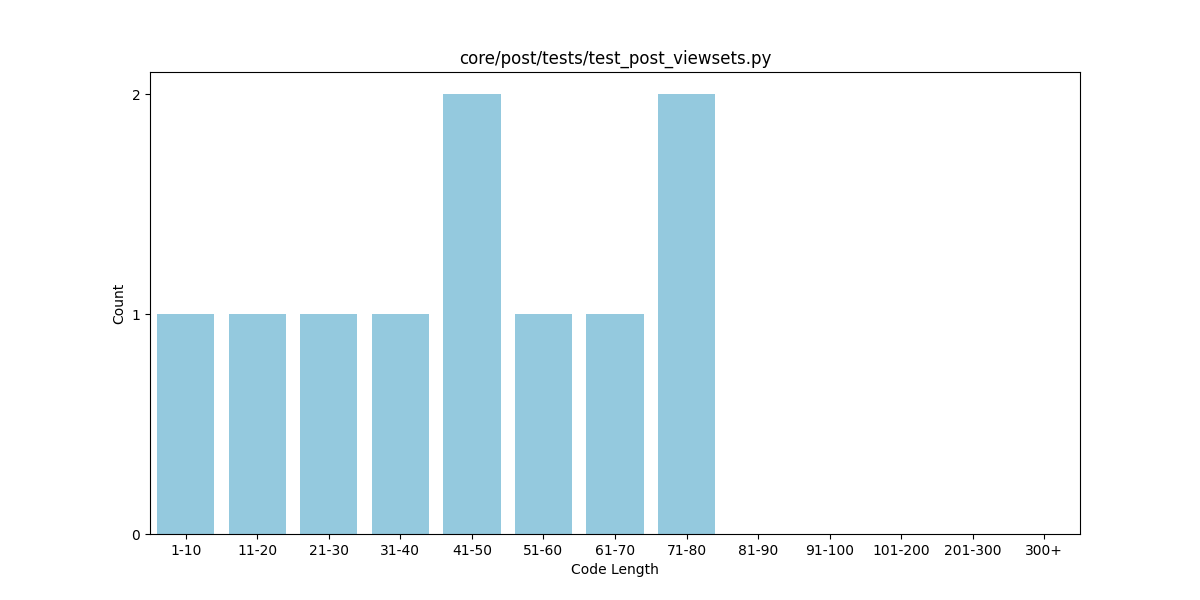 core/post/tests/test_post_viewsets.py
2
1
0
Count
1-10 11-20 21-30 31-40 41-50 51-60 61-70 71-80 81-90 91-100 101-200 201-300 300+
Code Length